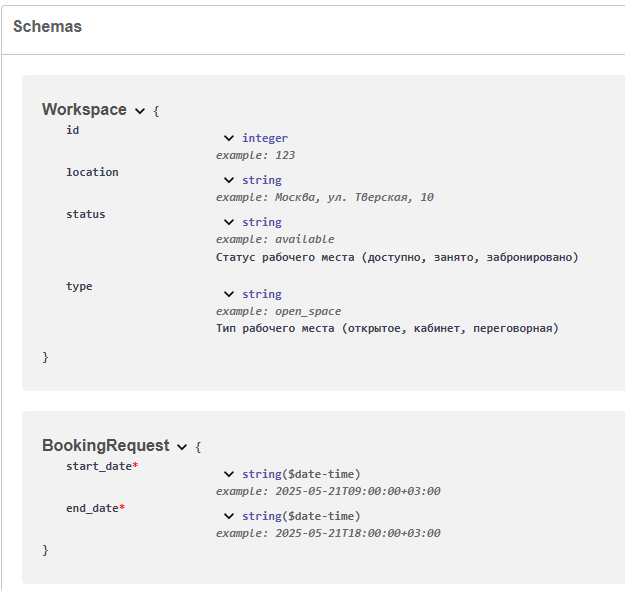 Schemas
Workspace {
id
integer
example: 123
location
string
example: Москва, ул. Тверская, 10
status
string
example: available
Статус рабочего места (доступно, занято, забронировано)
type
string
example: open_space
Тип рабочего места (открытое, кабинет, переговорная)
}
BookingRequest {
start_date*
string($date-time)
example: 2025-05-21T09:00:00+03:00
end_date*
string($date-time)
example: 2025-05-21T18:00:00+03:00
}